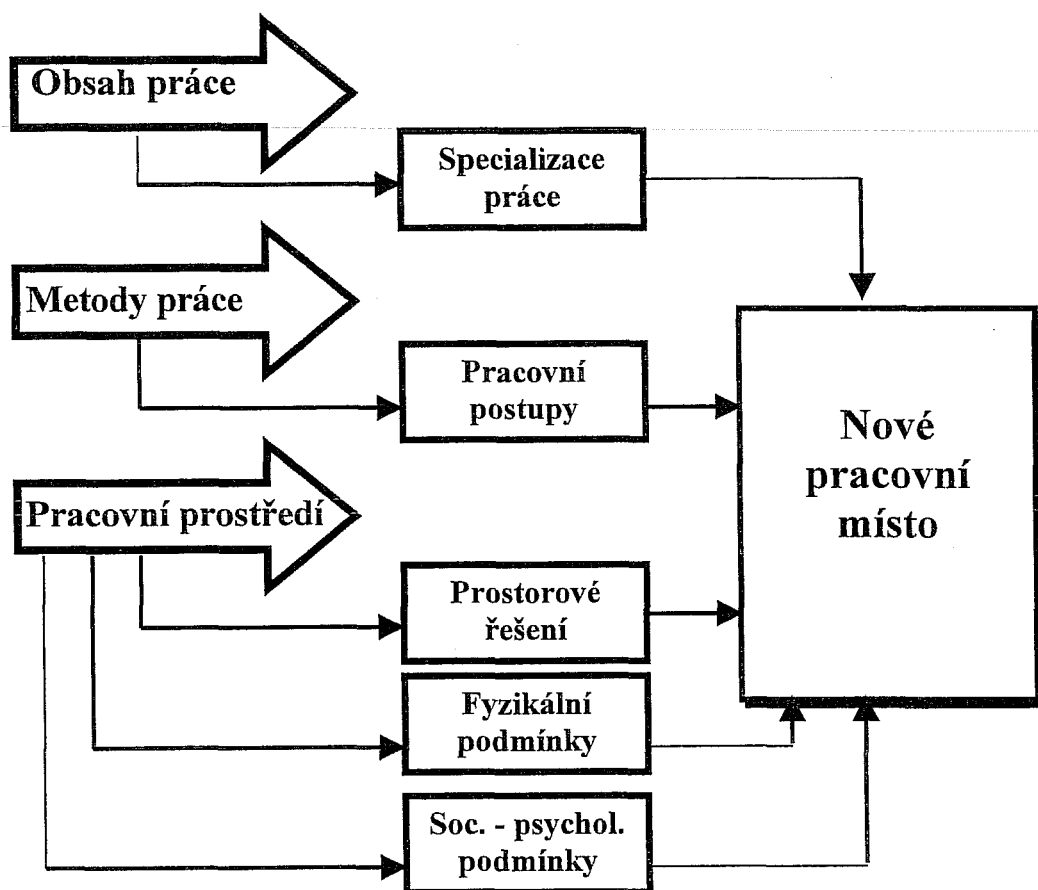 Obsah práce
Specializace
práce
Metody práce
Pracovní
postupy
Nové
pracovní
místo
Pracovní prostředí
Prostorové
řešení
Fyzikální
podmínky
Soc. - psychol.
podmínky